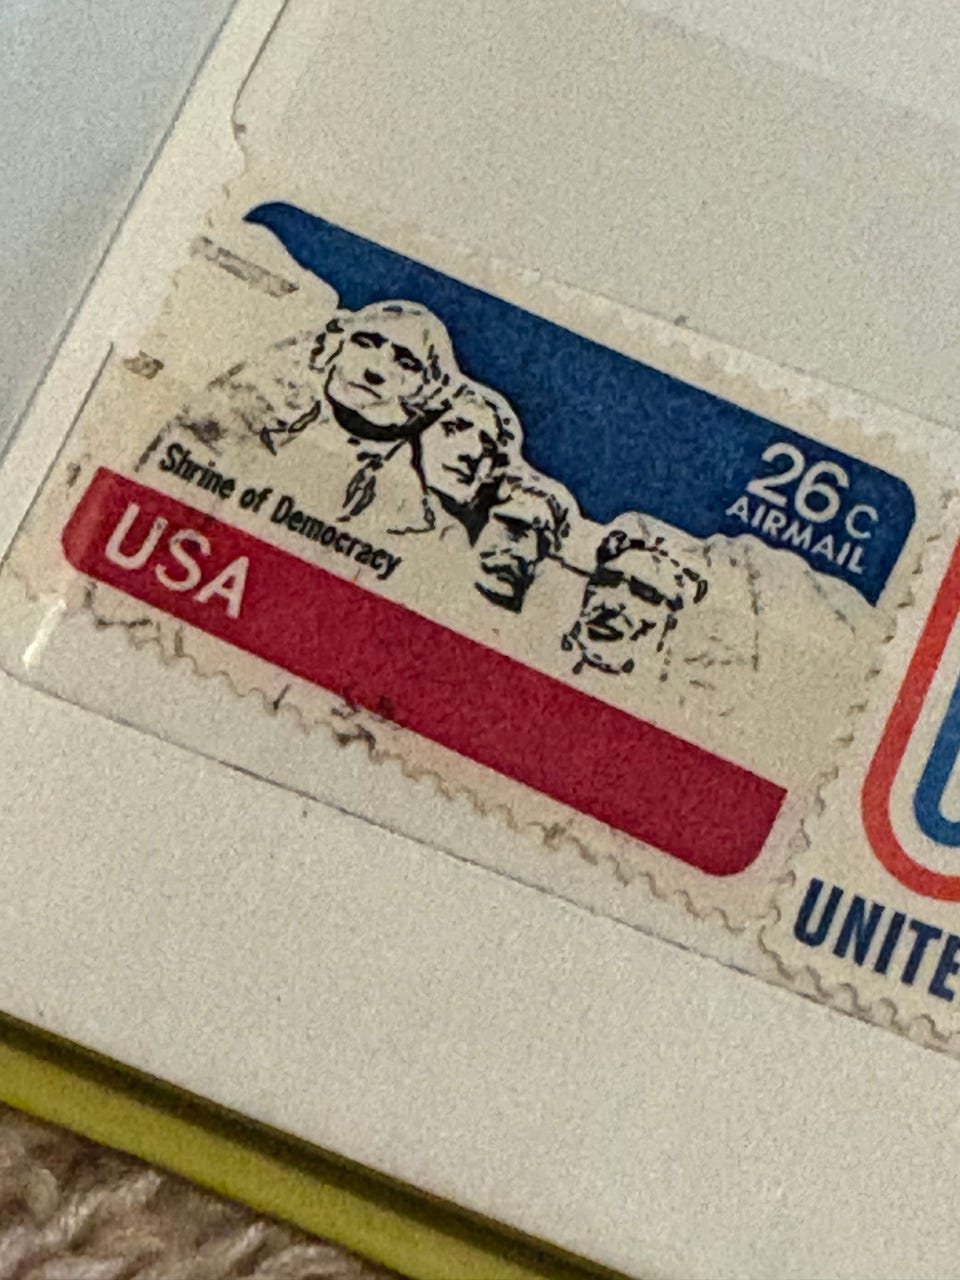 26c
AIRMAIL
Shrine of Democracy
USA
UNITE